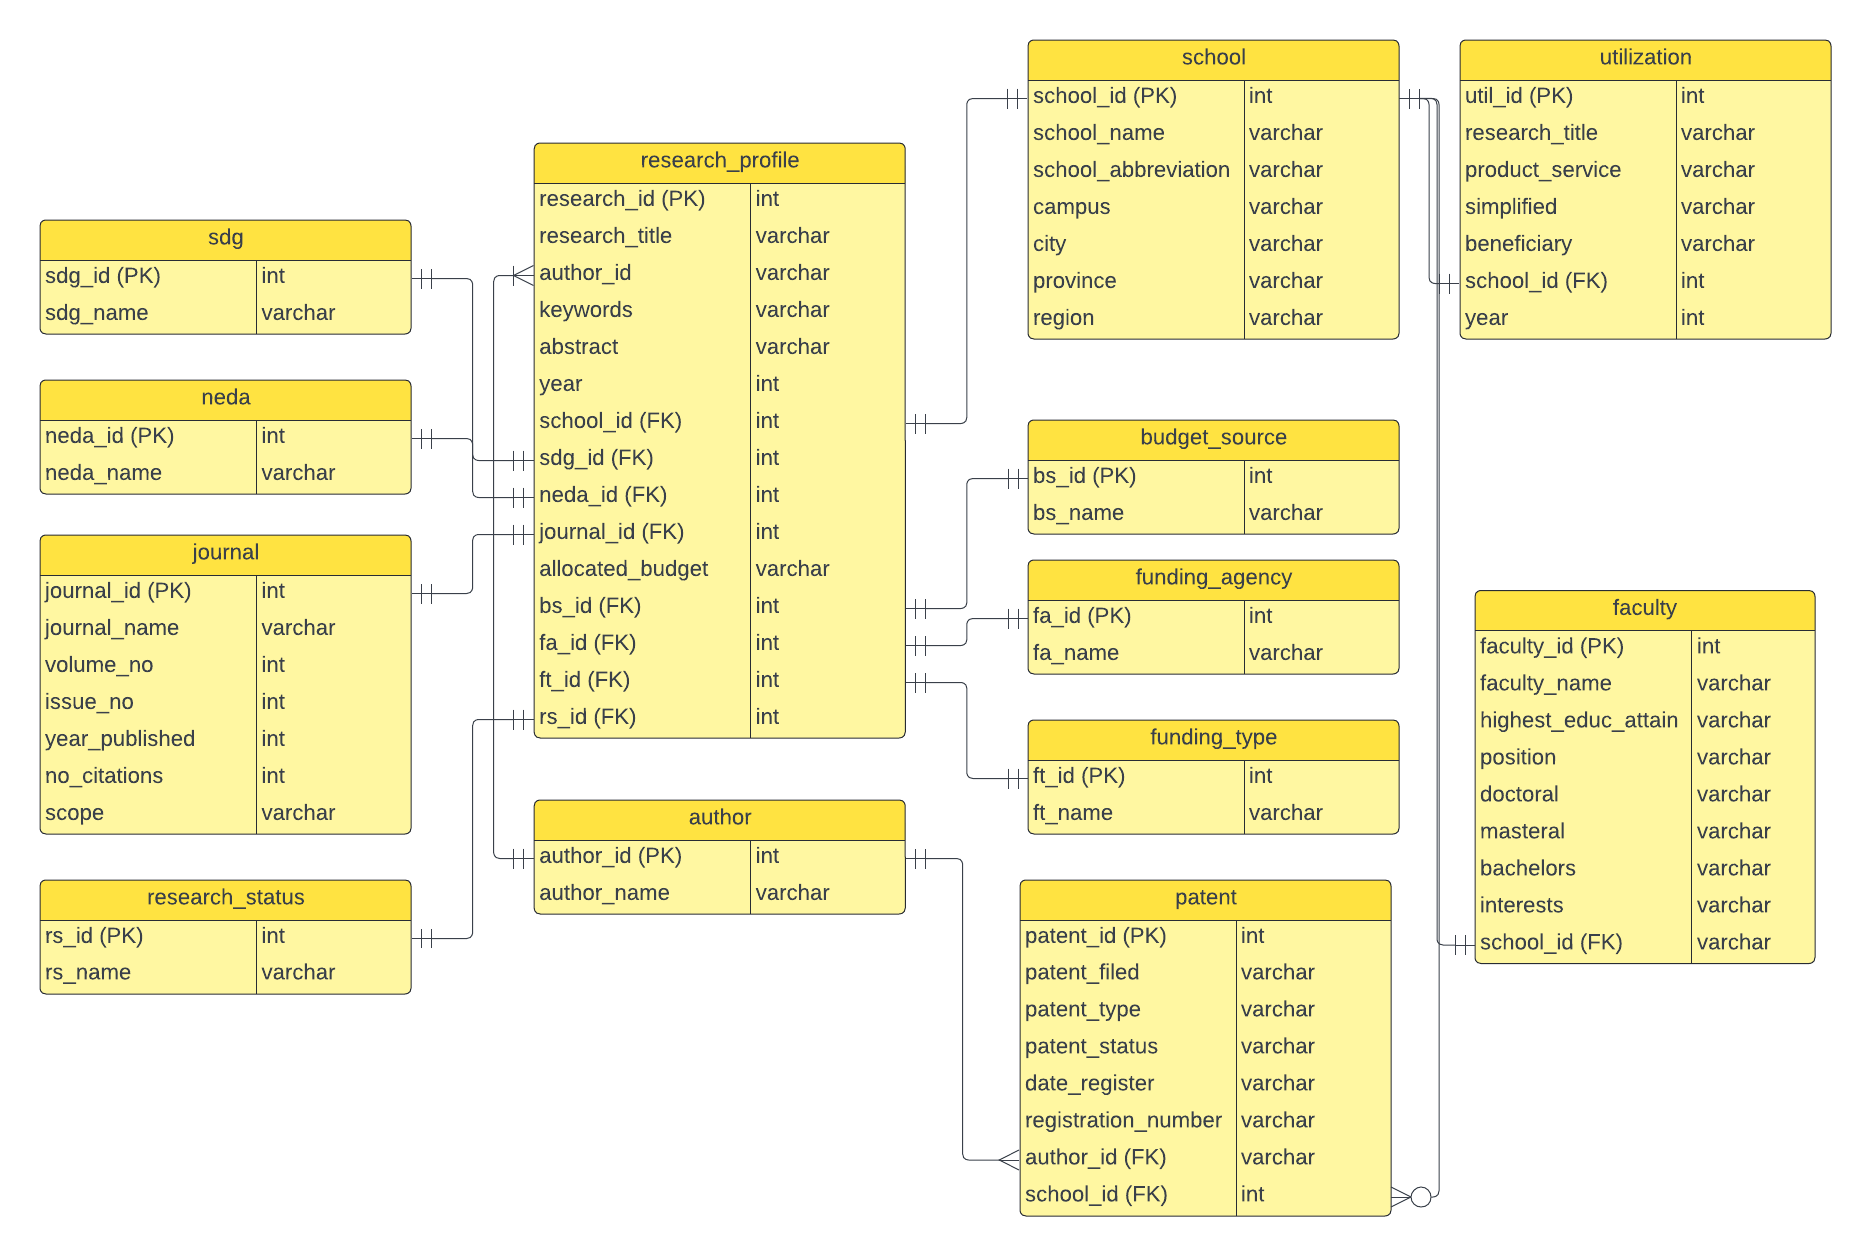 sdg
sdg_id (PK) int
sdg_name varchar
neda
neda_id (PK) int
neda_name varchar
journal
journal_id (PK) int
journal_name varchar
volume_no int
issue_no int
year_published int
no_citations int
scope varchar
research_status
rs_id (PK) int
rs_name varchar
research_profile
research_id (PK) int
research_title varchar
author_id varchar
keywords varchar
abstract varchar
year int
school_id (FK) int
sdg_id (FK) int
neda_id (FK) int
journal_id (FK) int
allocated_budget varchar
bs_id (FK) int
fa_id (FK) int
ft_id (FK) int
rs_id (FK) int
author
author_id (PK) int
author_name varchar
school
school_id (PK) int
school_name varchar
school_abbreviation varchar
campus varchar
city varchar
province varchar
region varchar
budget_source
bs_id (PK) int
bs_name varchar
funding_agency
fa_id (PK) int
fa_name varchar
funding_type
ft_id (PK) int
ft_name varchar
patent
patent_id (PK) int
patent_filed varchar
patent_type varchar
patent_status varchar
date_register varchar
registration_number varchar
author_id (FK) varchar
school_id (FK) int
utilization
util_id (PK) int
research_title varchar
product_service varchar
simplified varchar
beneficiary varchar
school_id (FK) int
year int
faculty
faculty_id (PK) int
faculty_name varchar
highest_educ_attain varchar
position varchar
doctoral varchar
masteral varchar
bachelors varchar
interests varchar
school_id (FK) varchar